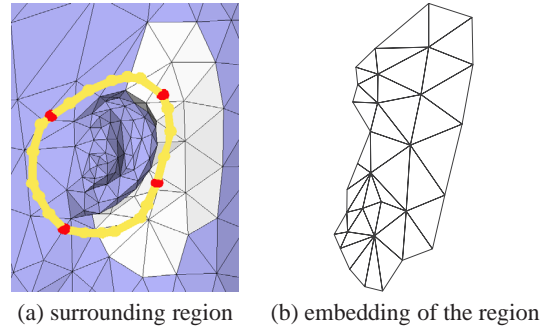 (a) surrounding region
(b) embedding of the region